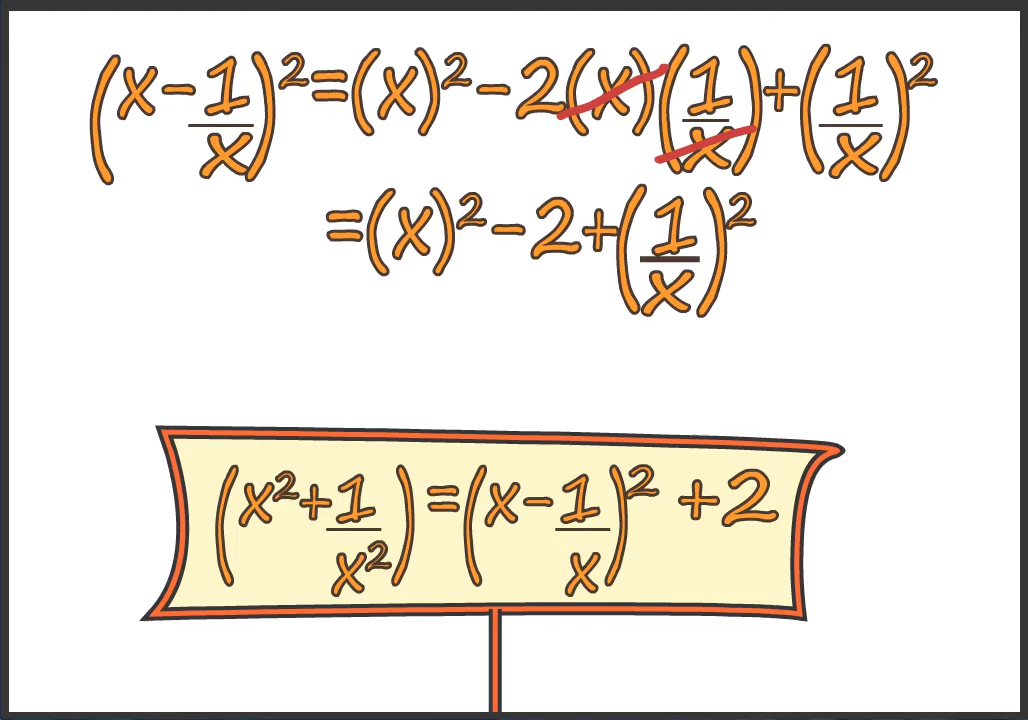 (x-1/x)²=(x)²-2(x)(1/x)+(1/x)²
=(x)²-2+(1/x)²
(x²+1/x²)=(x-1/x)²+2